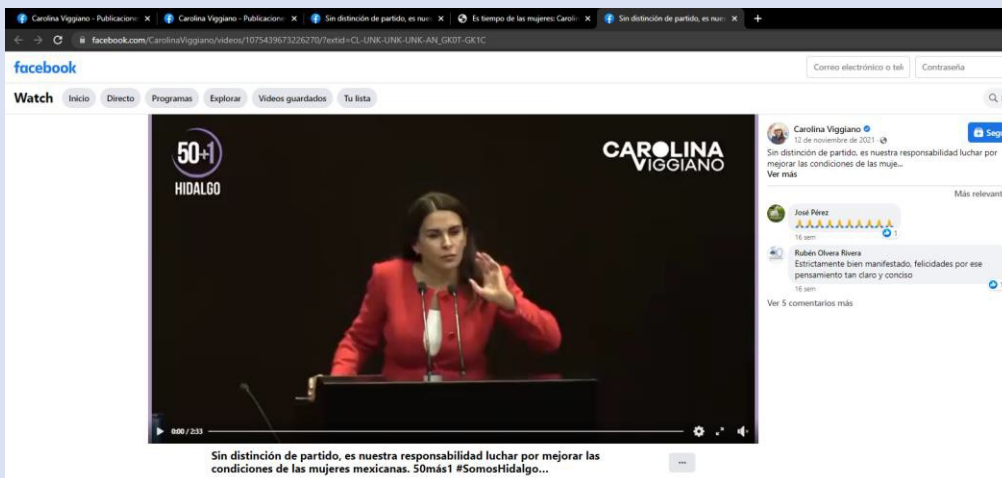 Carolina Viggiano - Publicacione
Carolina Viggiano - Publicacione
Sin distinción de partido, es nues
Es tiempo de las mujeres: Carolin
Sin distinción de partido, es nues
facebook.com/CarolinaViggiano/videos/1075439673226270/?extid=CL-UNK-UNK-UNK-AN_GK0T-GK1C
facebook
Correo electrónico o telé
Contraseña
Watch
Inicio
Directo
Programas
Explorar
Videos guardados
Tu lista
50+1
HIDALGO
CAROLINA
VIGGIANO
0:00 / 2:33
Sin distinción de partido, es nuestra responsabilidad luchar por mejorar las
condiciones de las mujeres mexicanas. 50más1 #SomosHidalgo...
Carolina Viggiano
Segu
12 de noviembre de 2021
Sin distinción de partido, es nuestra responsabilidad luchar por
mejorar las condiciones de las muje...
Ver más
Más relevant
José Pérez
🙏🙏🙏🙏🙏🙏🙏🙏🙏🙏
1
16 sem
Rubén Olvera Rivera
Estrictamente bien manifestado, felicidades por ese
pensamiento tan claro y conciso
16 sem
1
Ver 5 comentarios más